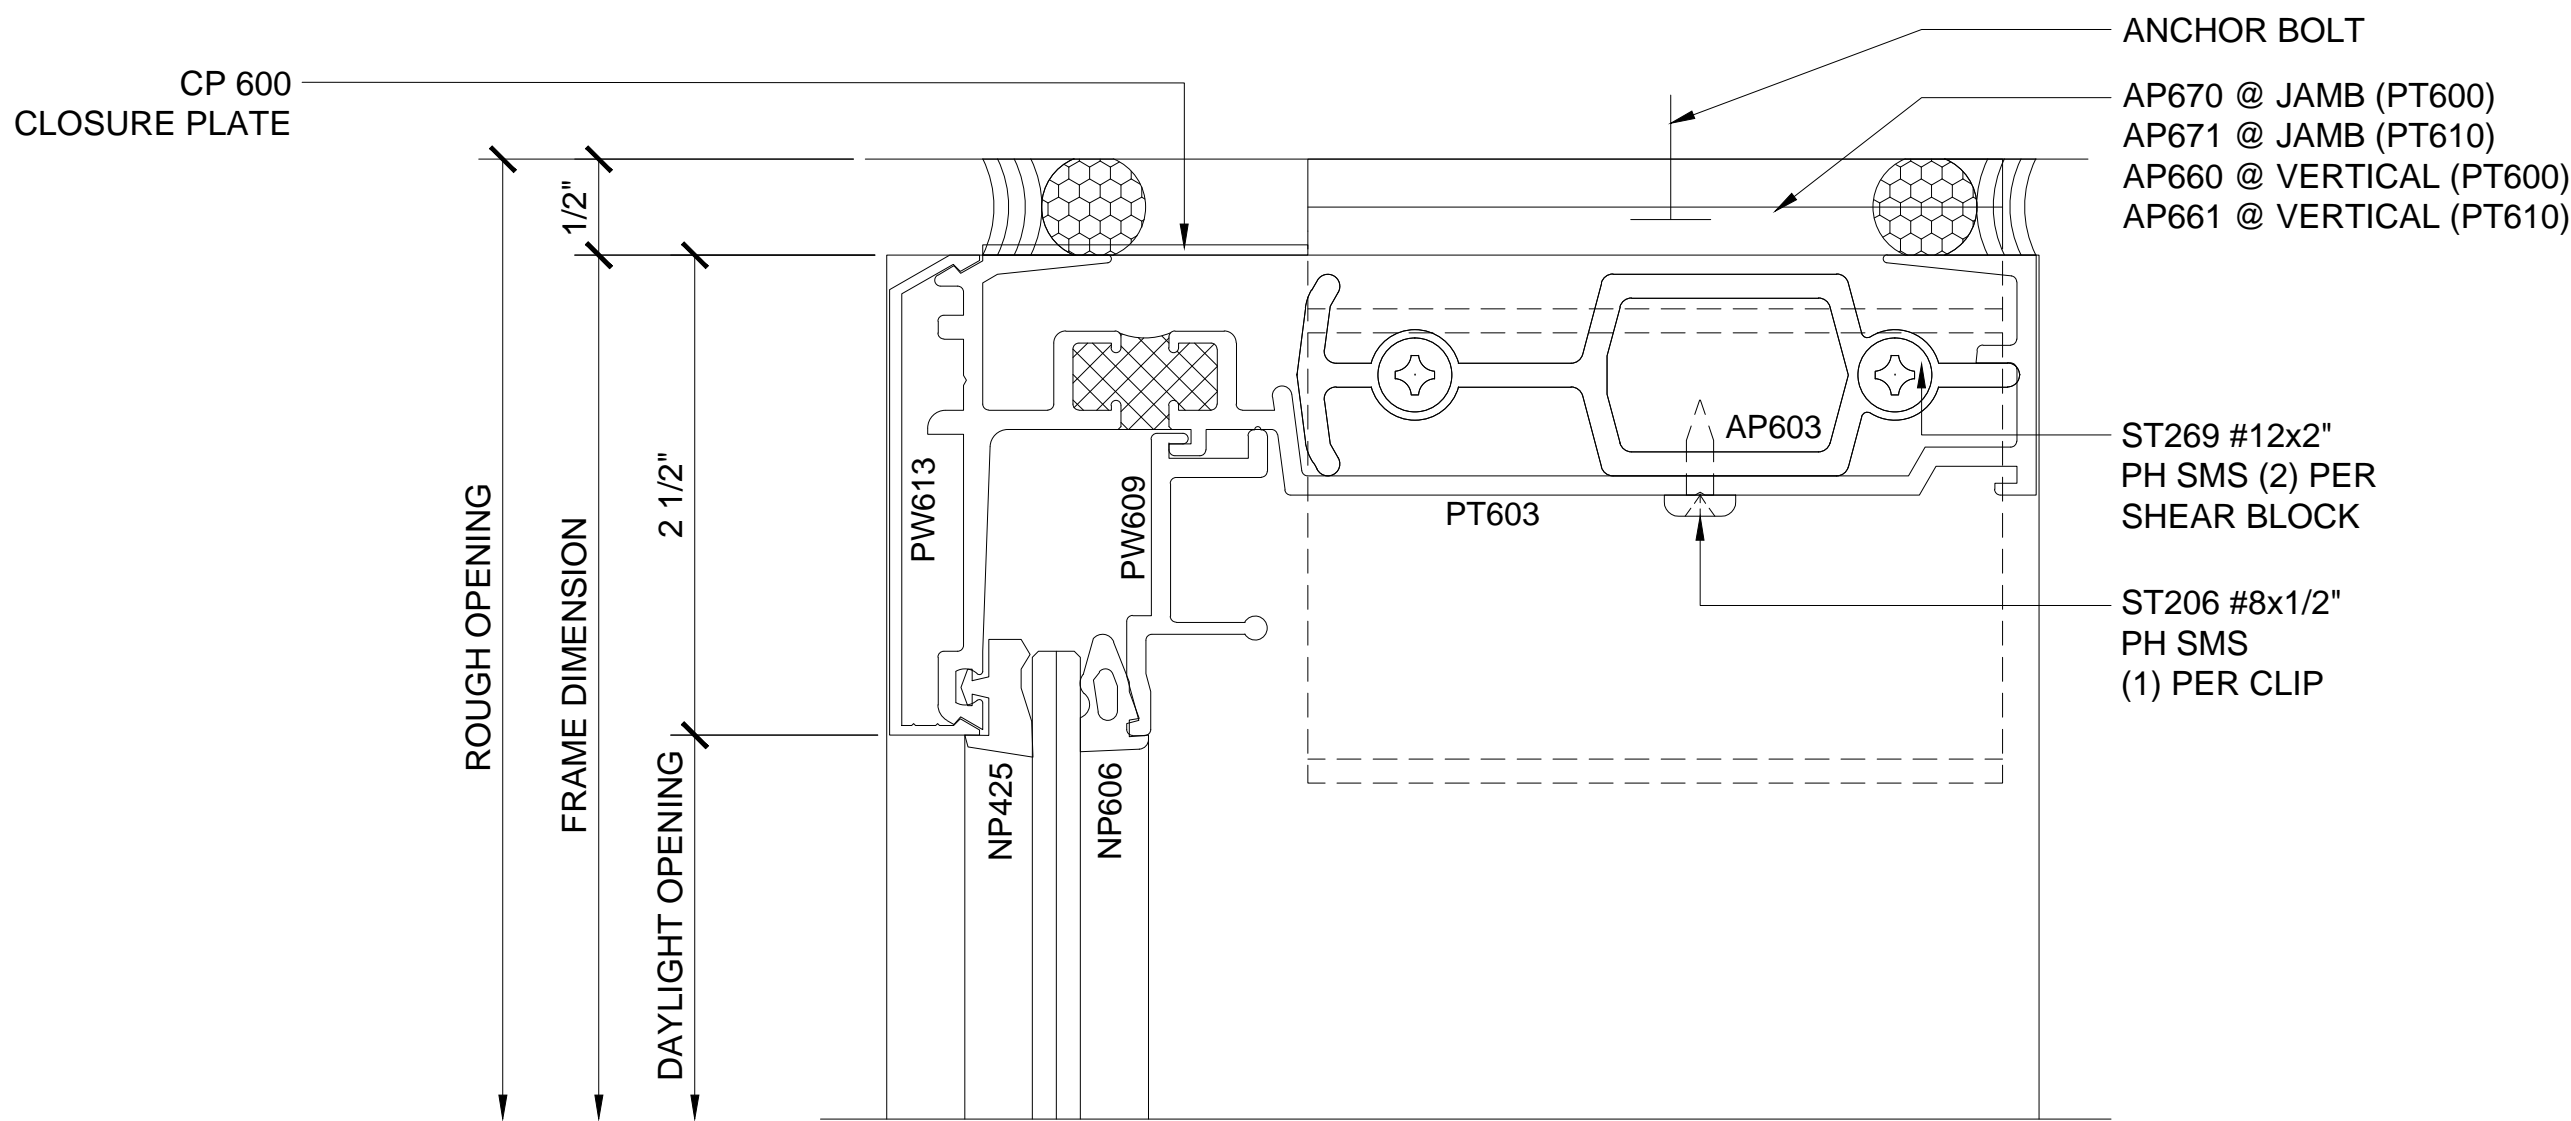 ANCHOR BOLT
CP 600
CLOSURE PLATE
AP670 @ JAMB (PT600)
AP671 @ JAMB (PT610)
AP660 @ VERTICAL (PT600)
AP661 @ VERTICAL (PT610)
1/2"
2 1/2"
ROUGH OPENING
FRAME DIMENSION
DAYLIGHT OPENING
PW613
PW609
AP603
PT603
ST269 #12x2"
PH SMS (2) PER
SHEAR BLOCK
ST206 #8x1/2"
PH SMS
(1) PER CLIP
NP425
NP606